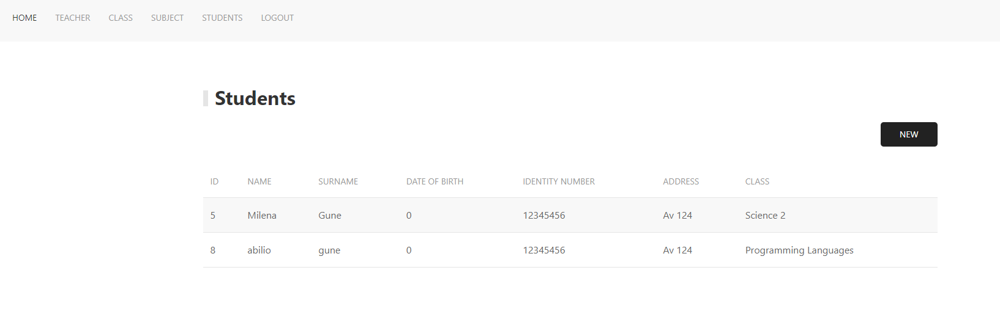 HOME TEACHER CLASS SUBJECT STUDENTS LOGOUT
Students
NEW
ID NAME SURNAME DATE OF BIRTH IDENTITY NUMBER ADDRESS CLASS
5 Milena Gune 0 12345456 Av 124 Science 2
8 abilio gune 0 12345456 Av 124 Programming Languages